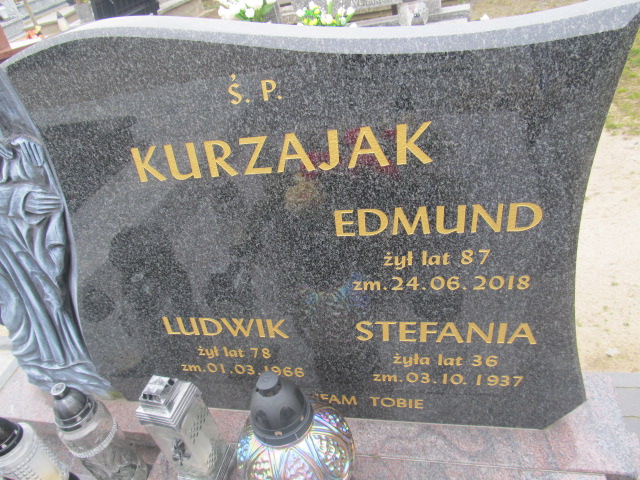 Ś. P.
KURZAJAK
EDMUND
żył lat 87
zm. 24.06.2018
LUDWIK
żył lat 78
zm. 01.03.1966
STEFANIA
żyła lat 36
zm. 03.10.1937
TOBIE